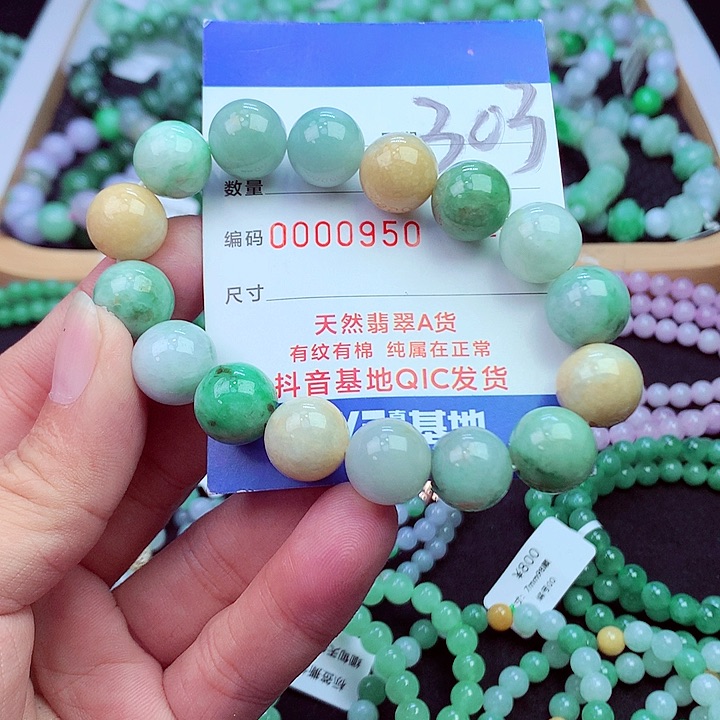 303
数量
编码 0000950
尺寸
天然翡翠A货
有纹有棉 纯属在正常
抖音基地QIC发货
基地
¥800